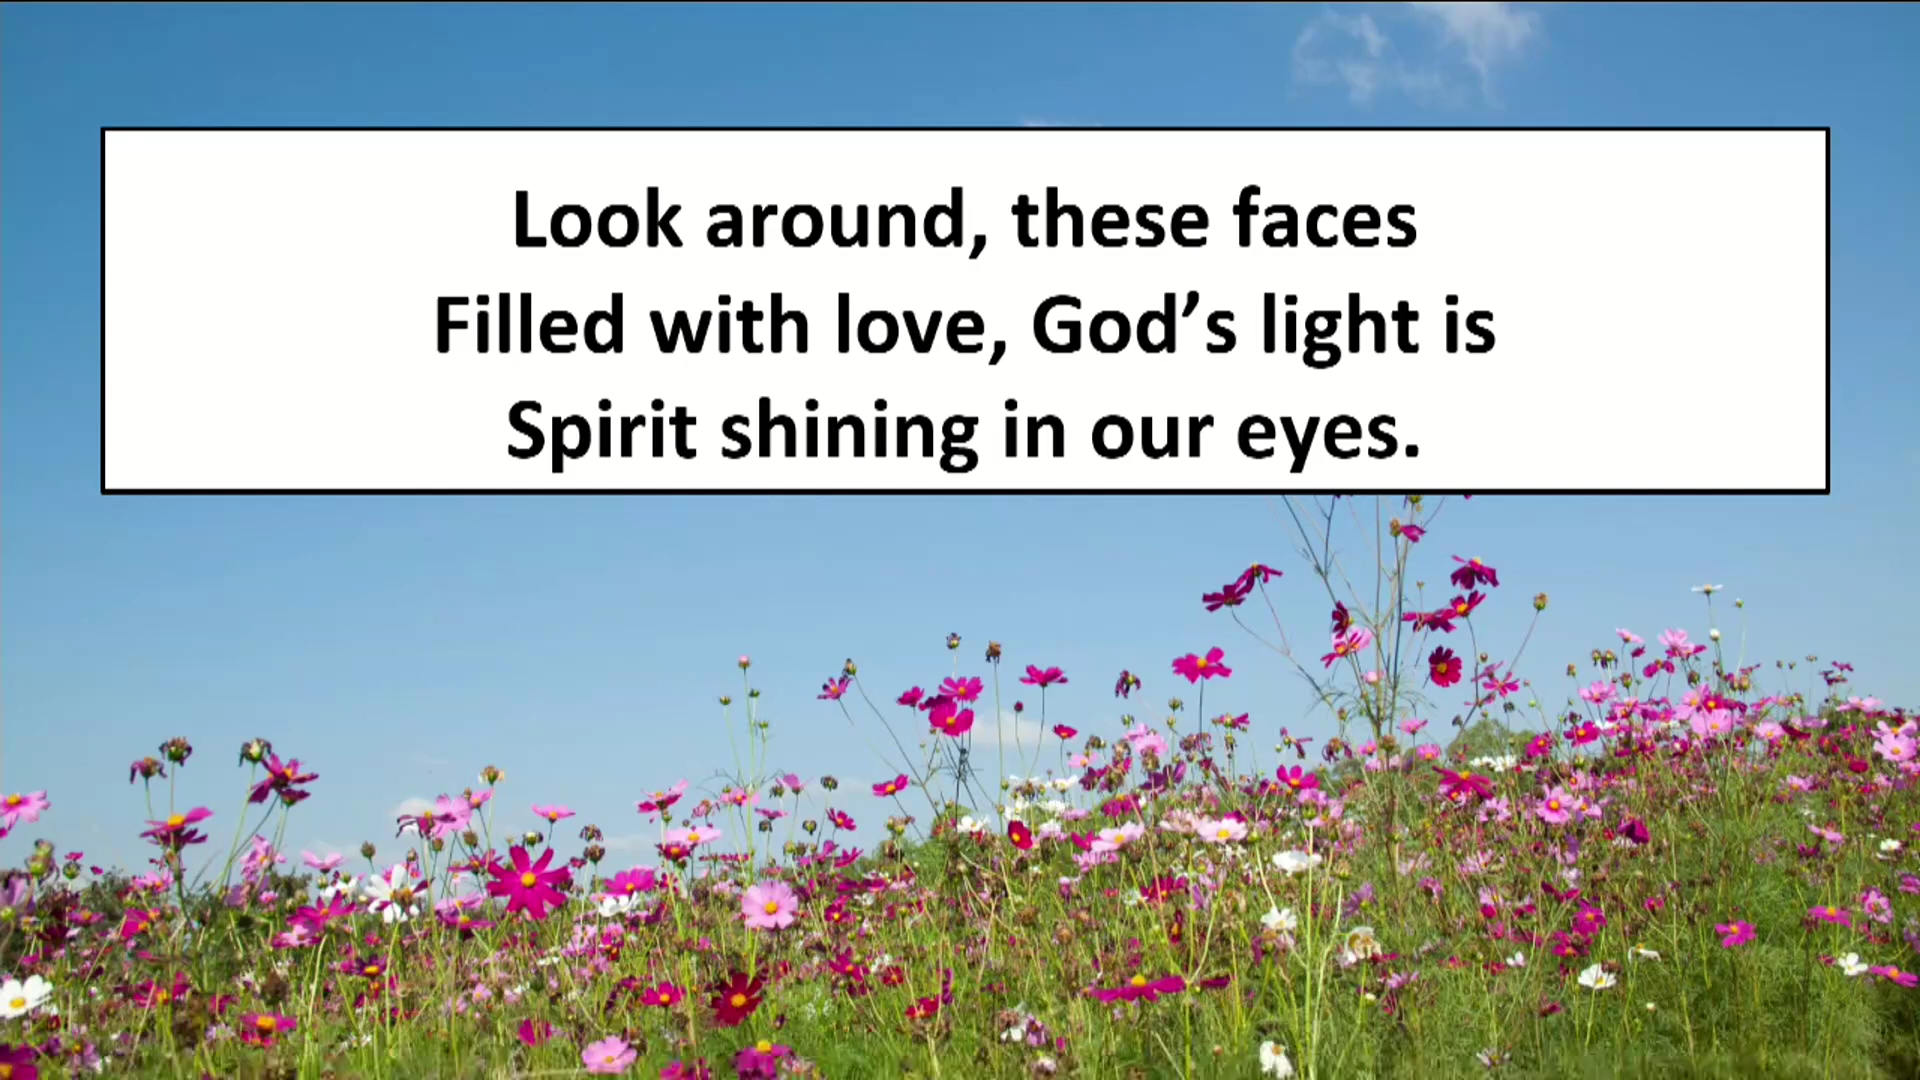 Look around, these faces
Filled with love, God’s light is
Spirit shining in our eyes.